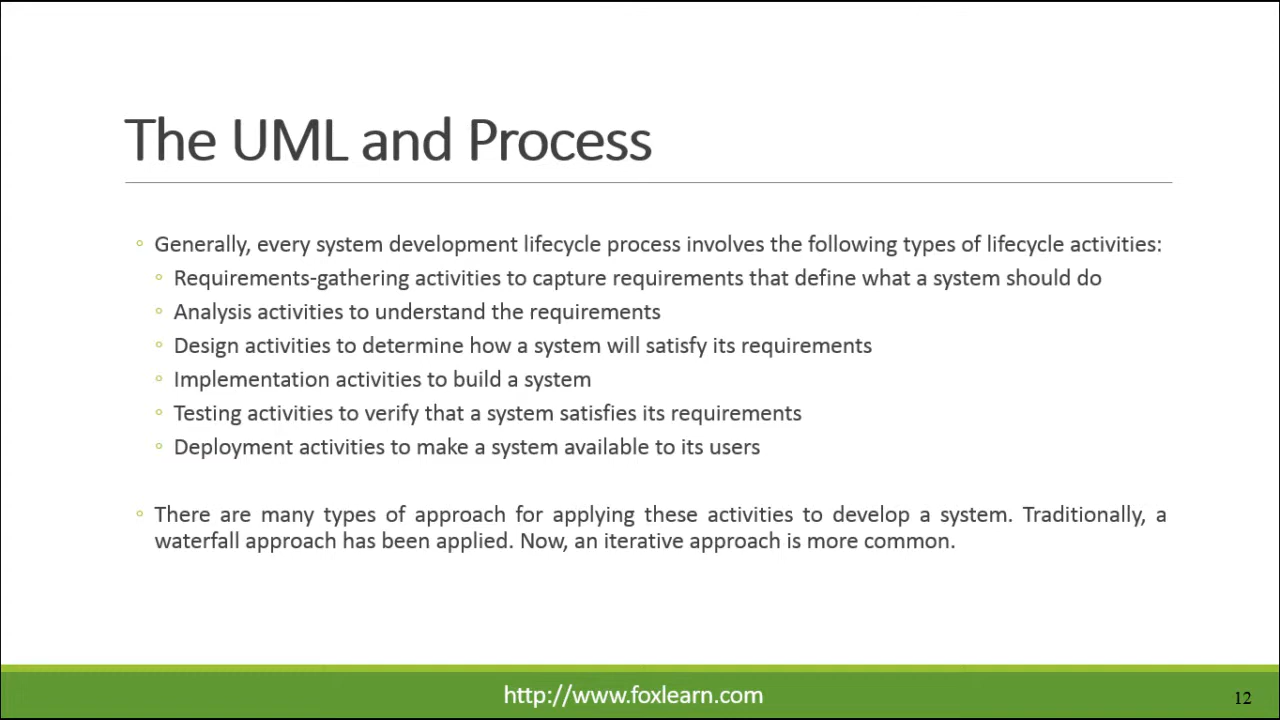 The UML and Process
◦ Generally, every system development lifecycle process involves the following types of lifecycle activities:
◦ Requirements-gathering activities to capture requirements that define what a system should do
◦ Analysis activities to understand the requirements
◦ Design activities to determine how a system will satisfy its requirements
◦ Implementation activities to build a system
◦ Testing activities to verify that a system satisfies its requirements
◦ Deployment activities to make a system available to its users
◦ There are many types of approach for applying these activities to develop a system. Traditionally, a
waterfall approach has been applied. Now, an iterative approach is more common.
http://www.foxlearn.com
12